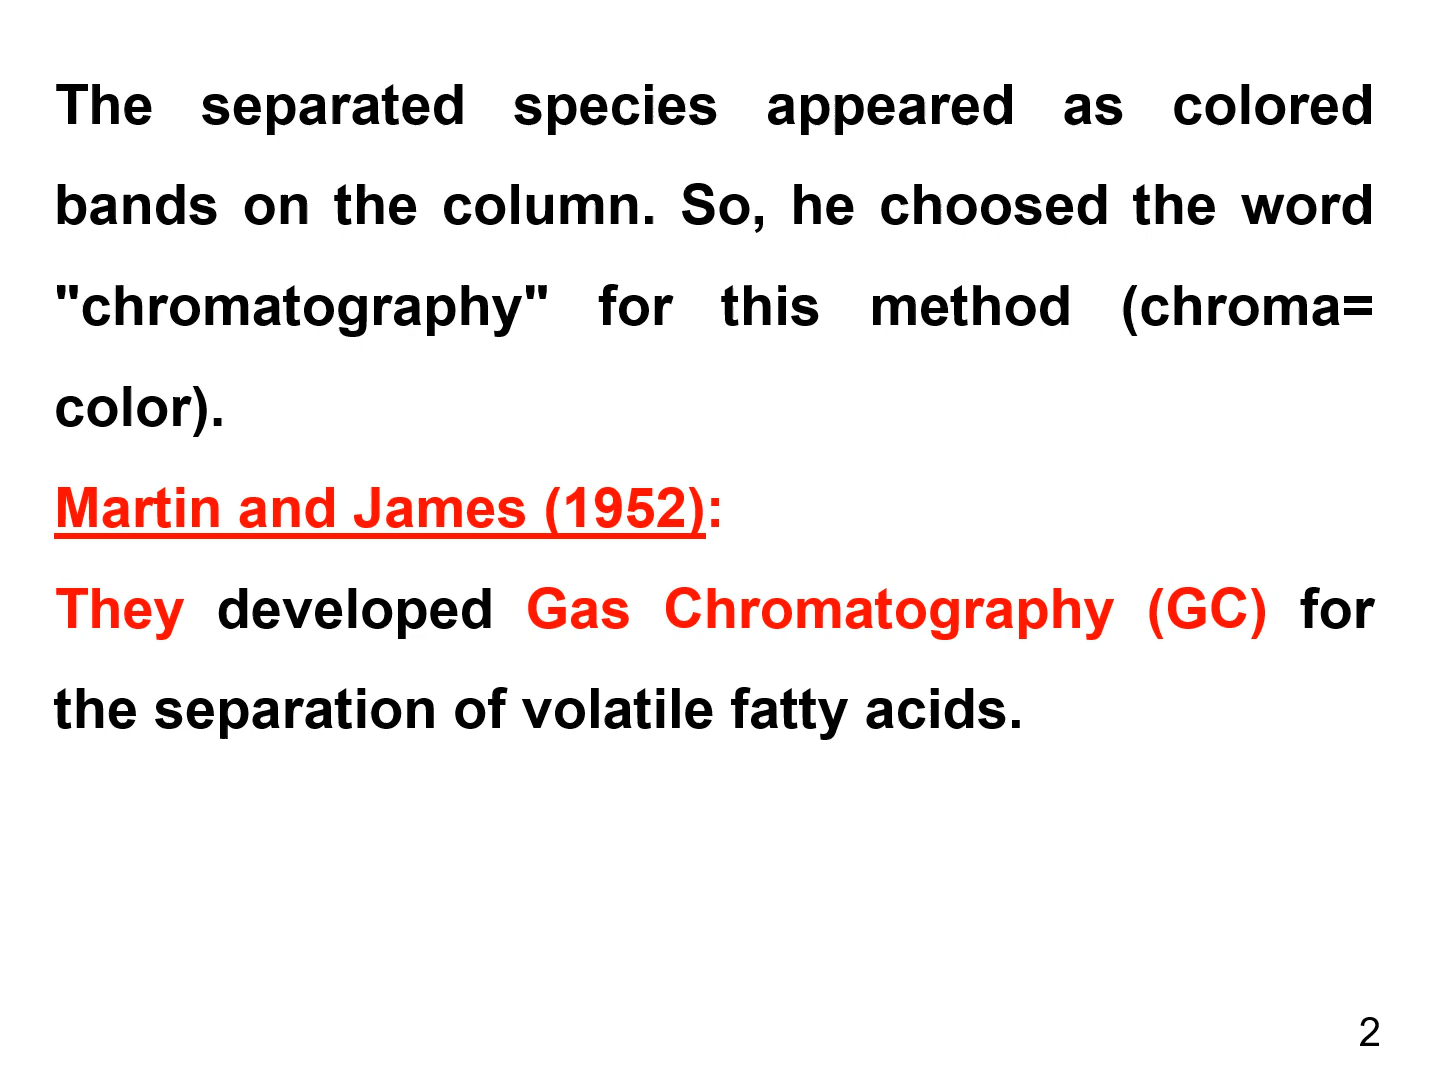 The separated species appeared as colored
bands on the column. So, he choosed the word
"chromatography" for this method (chroma=
color).
Martin and James (1952):
They developed Gas Chromatography (GC) for
the separation of volatile fatty acids.
2